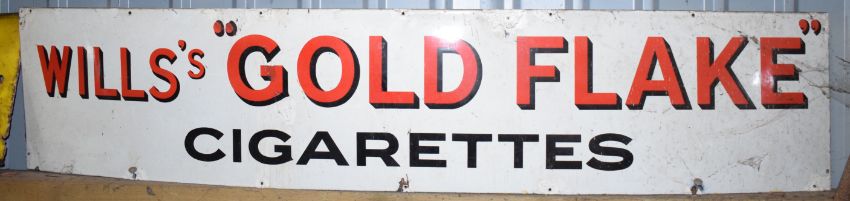 WILLS's "GOLD FLAKE"
CIGARETTES